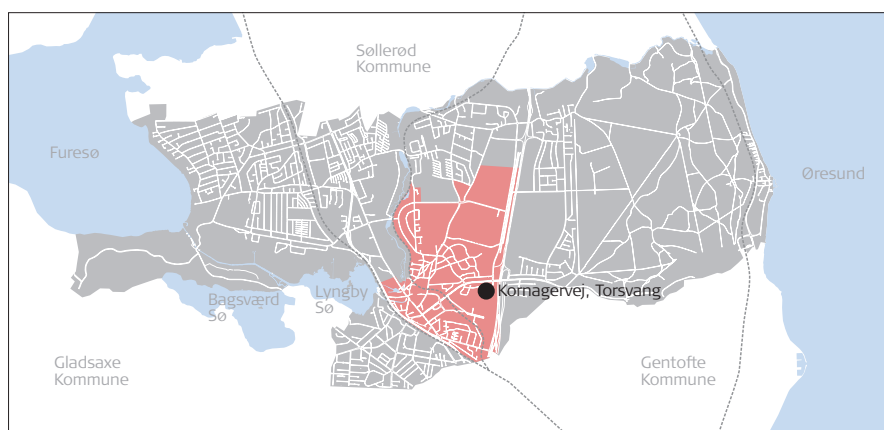 Søllerød
Kommune
Furesø
Øresund
Kornagervej, Torsvang
Bagsværd
Sø
Lyngby
Sø
Gladsaxe
Kommune
Gentofte
Kommune